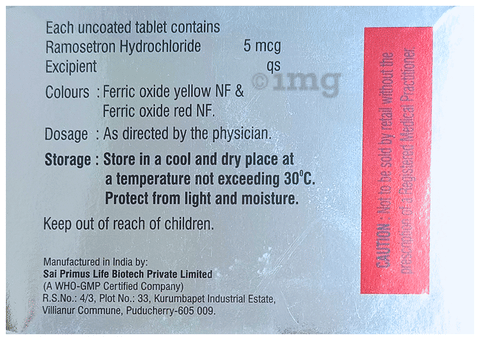 Each uncoated tablet contains
Ramosetron Hydrochloride 5 mcg
Excipient qs
Colours : Ferric oxide yellow NF &
Ferric oxide red NF.
Dosage : As directed by the physician.
Storage : Store in a cool and dry place at
a temperature not exceeding 30°C.
Protect from light and moisture.
Keep out of reach of children.
Manufactured in India by:
Sai Primus Life Biotech Private Limited
(A WHO-GMP Certified Company)
R.S.No.: 4/3, Plot No.: 33, Kurumbapet Industrial Estate,
Villianur Commune, Puducherry-605 009.
CAUTION : Not to be sold by retail without the
prescription of a Registered Medical Practitioner
1mg